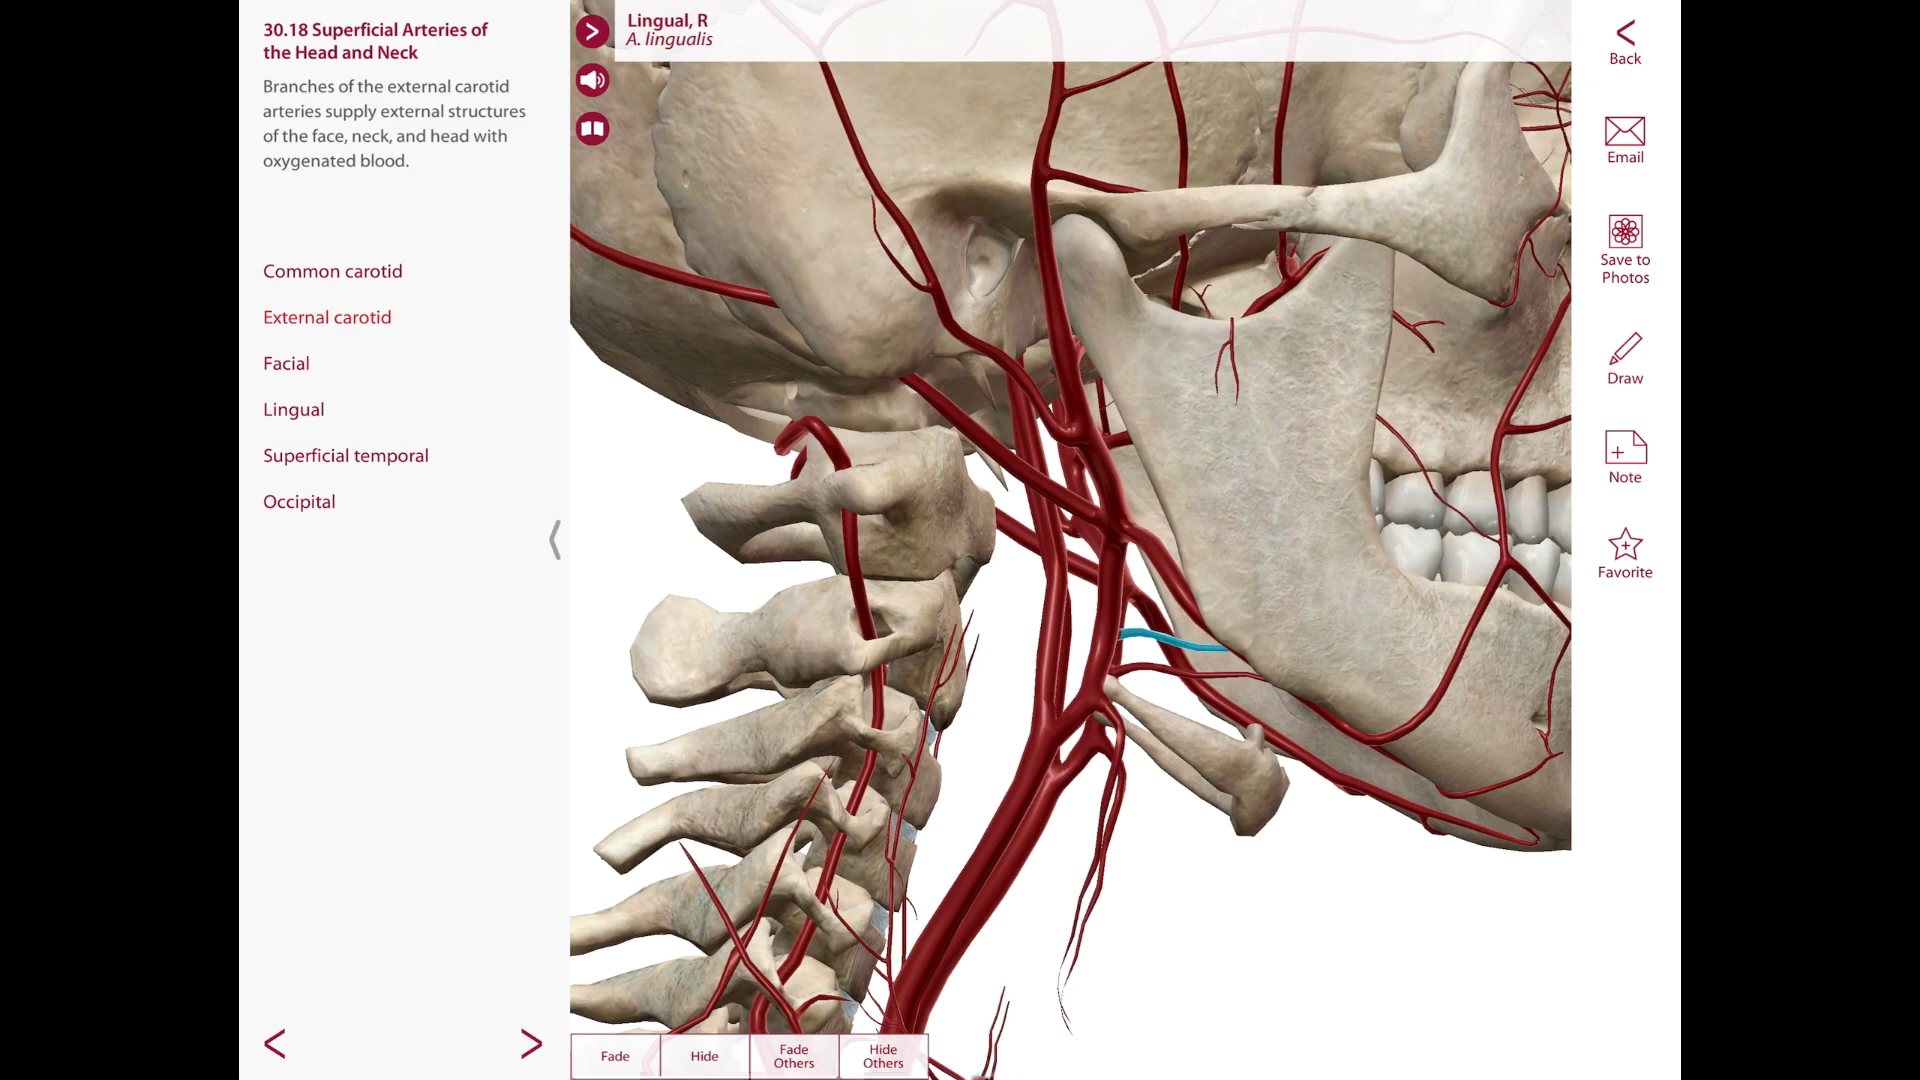 30.18 Superficial Arteries of
the Head and Neck
Branches of the external carotid
arteries supply external structures
of the face, neck, and head with
oxygenated blood.
Common carotid
External carotid
Facial
Lingual
Superficial temporal
Occipital
Lingual, R
A. lingualis
Fade
Hide
Fade
Others
Hide
Others
Back
Email
Save to
Photos
Draw
Note
Favorite